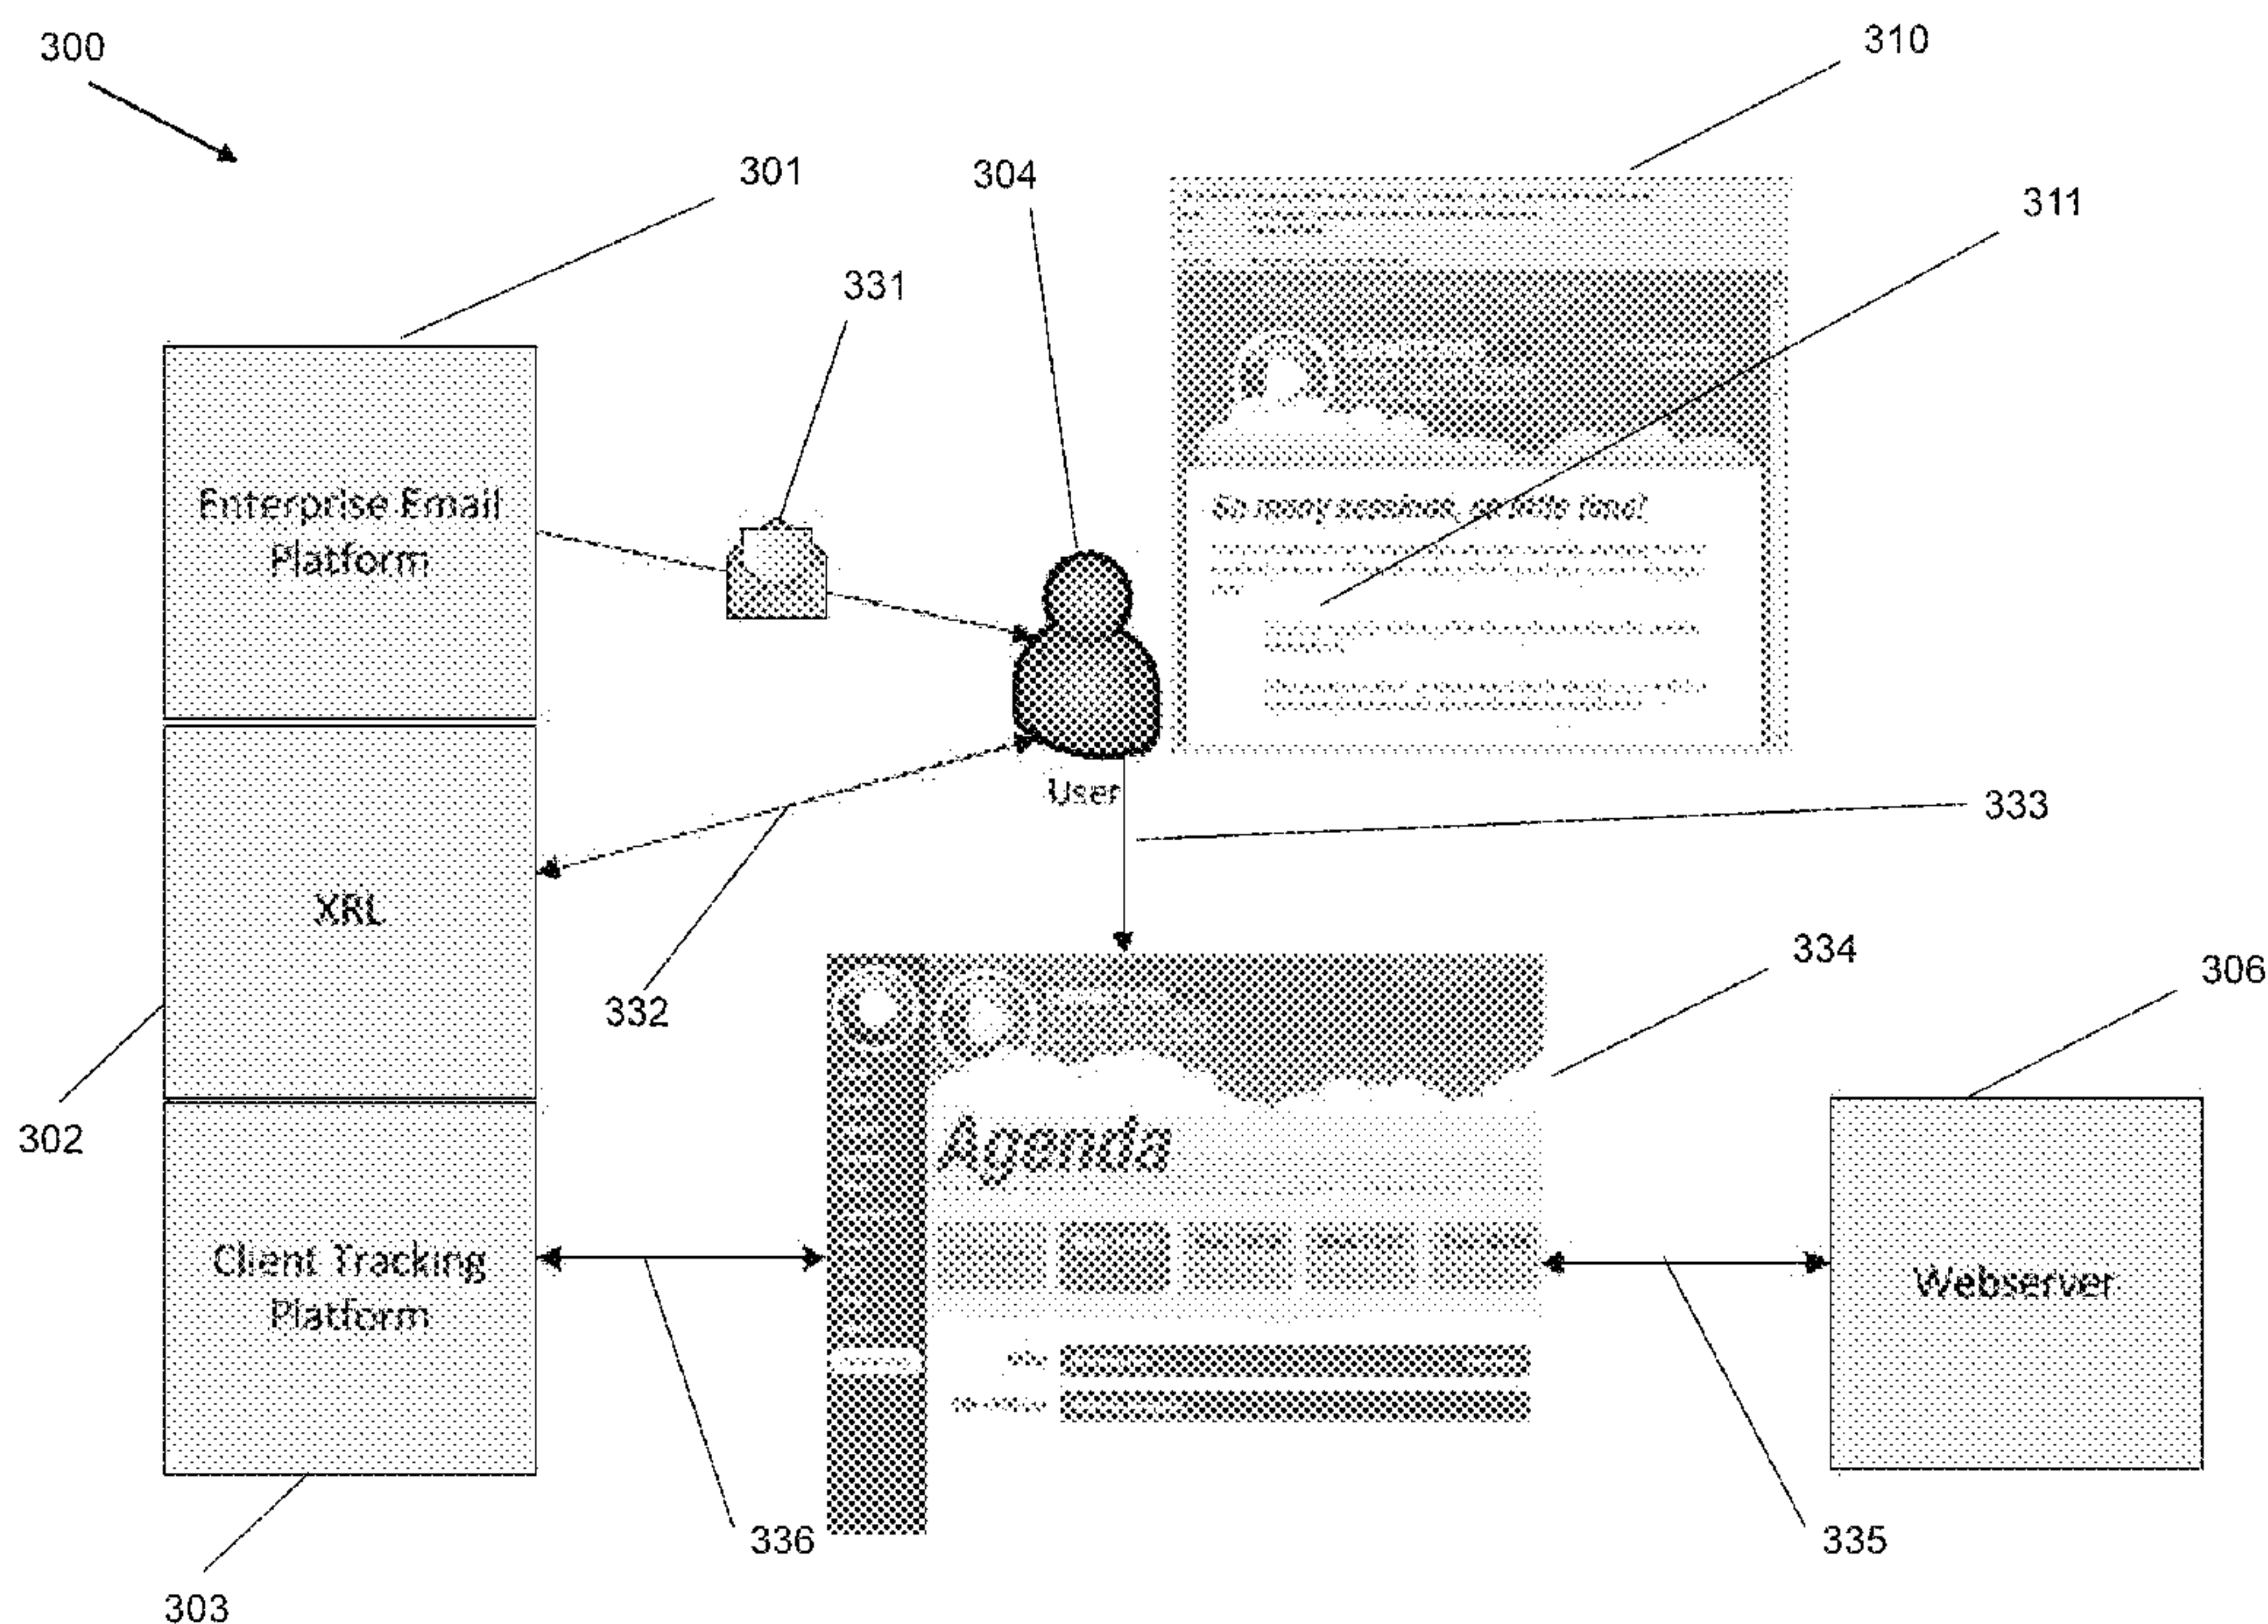 300
310
301
304
311
331
Enterprise Email
Platform
So many sessions, so little time!
User
333
XRL
332
334
306
302
Agenda
Client Tracking
Platform
Webserver
336
335
303